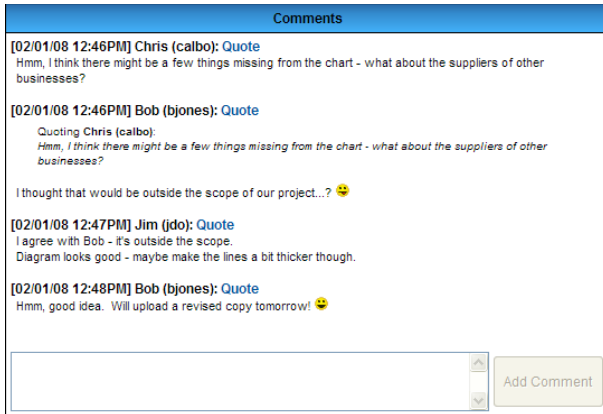 Comments
[02/01/08 12:46PM] Chris (calbo): Quote
Hmm, I think there might be a few things missing from the chart - what about the suppliers of other
businesses?
[02/01/08 12:46PM] Bob (bjones): Quote
Quoting Chris (calbo):
Hmm, I think there might be a few things missing from the chart - what about the suppliers of other
businesses?
I thought that would be outside the scope of our project...?
[02/01/08 12:47PM] Jim (jdo): Quote
I agree with Bob - it's outside the scope.
Diagram looks good - maybe make the lines a bit thicker though.
[02/01/08 12:48PM] Bob (bjones): Quote
Hmm, good idea.  Will upload a revised copy tomorrow!
Add Comment